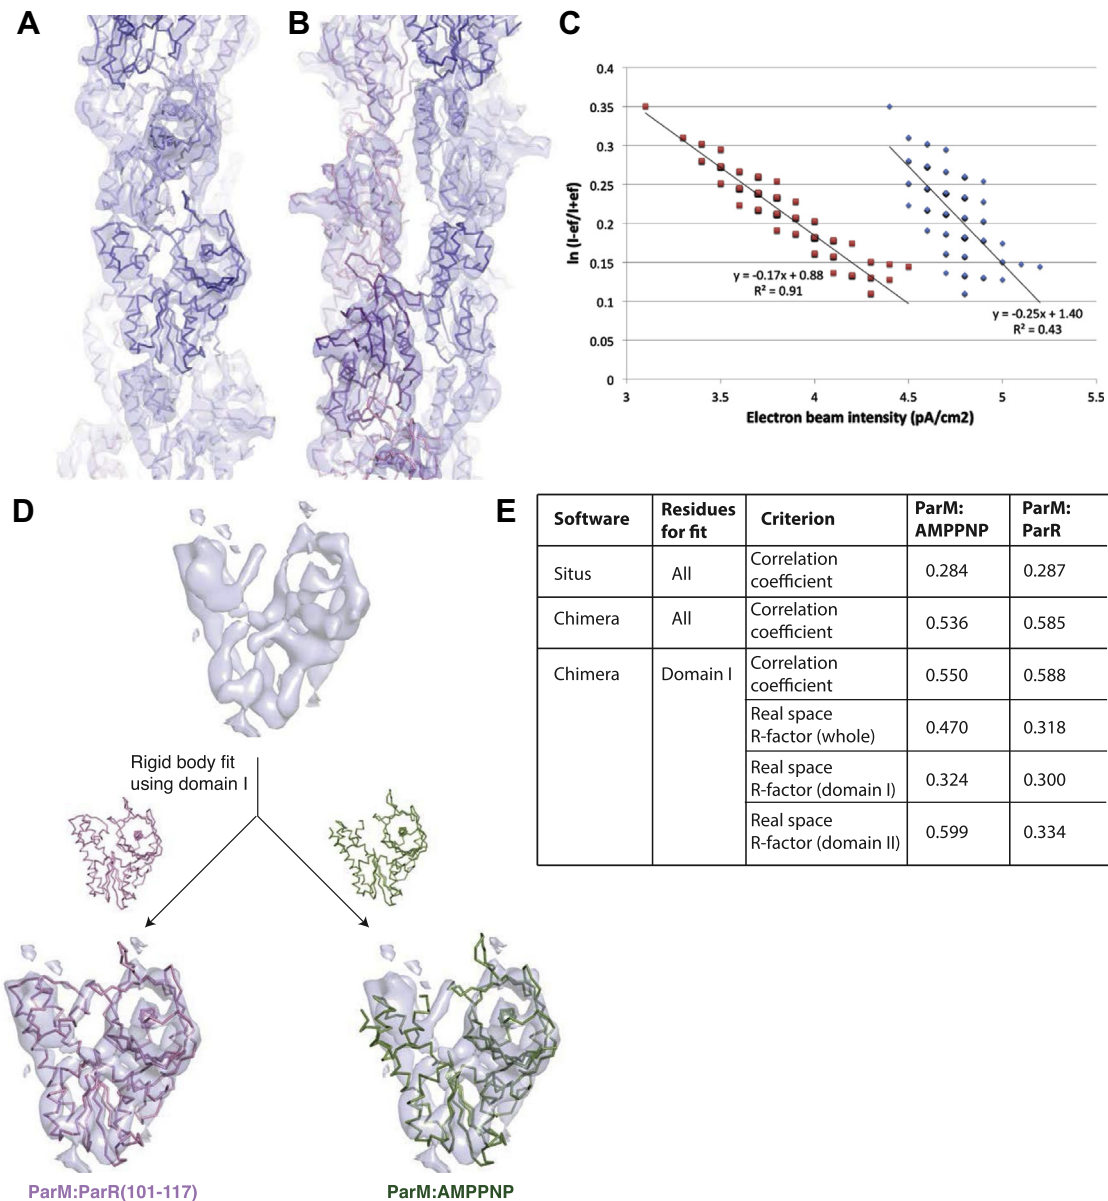 A
B
C
0.4
0.35
0.3
0.25
0.2
0.15
0.1
0.05
0
ln (I-ef/I+ef)
y = -0.17x + 0.88
R² = 0.91
y = -0.25x + 1.40
R² = 0.43
3
3.5
4
4.5
5
5.5
Electron beam intensity (pA/cm2)
D
Rigid body fit
using domain I
ParM:ParR(101-117)
ParM:AMPPNP
E
Software
Residues
for fit
Criterion
ParM:
AMPPNP
ParM:
ParR
Situs
All
Correlation
coefficient
0.284
0.287
Chimera
All
Correlation
coefficient
0.536
0.585
Chimera
Domain I
Correlation
coefficient
0.550
0.588
Real space
R-factor (whole)
0.470
0.318
Real space
R-factor (domain I)
0.324
0.300
Real space
R-factor (domain II)
0.599
0.334